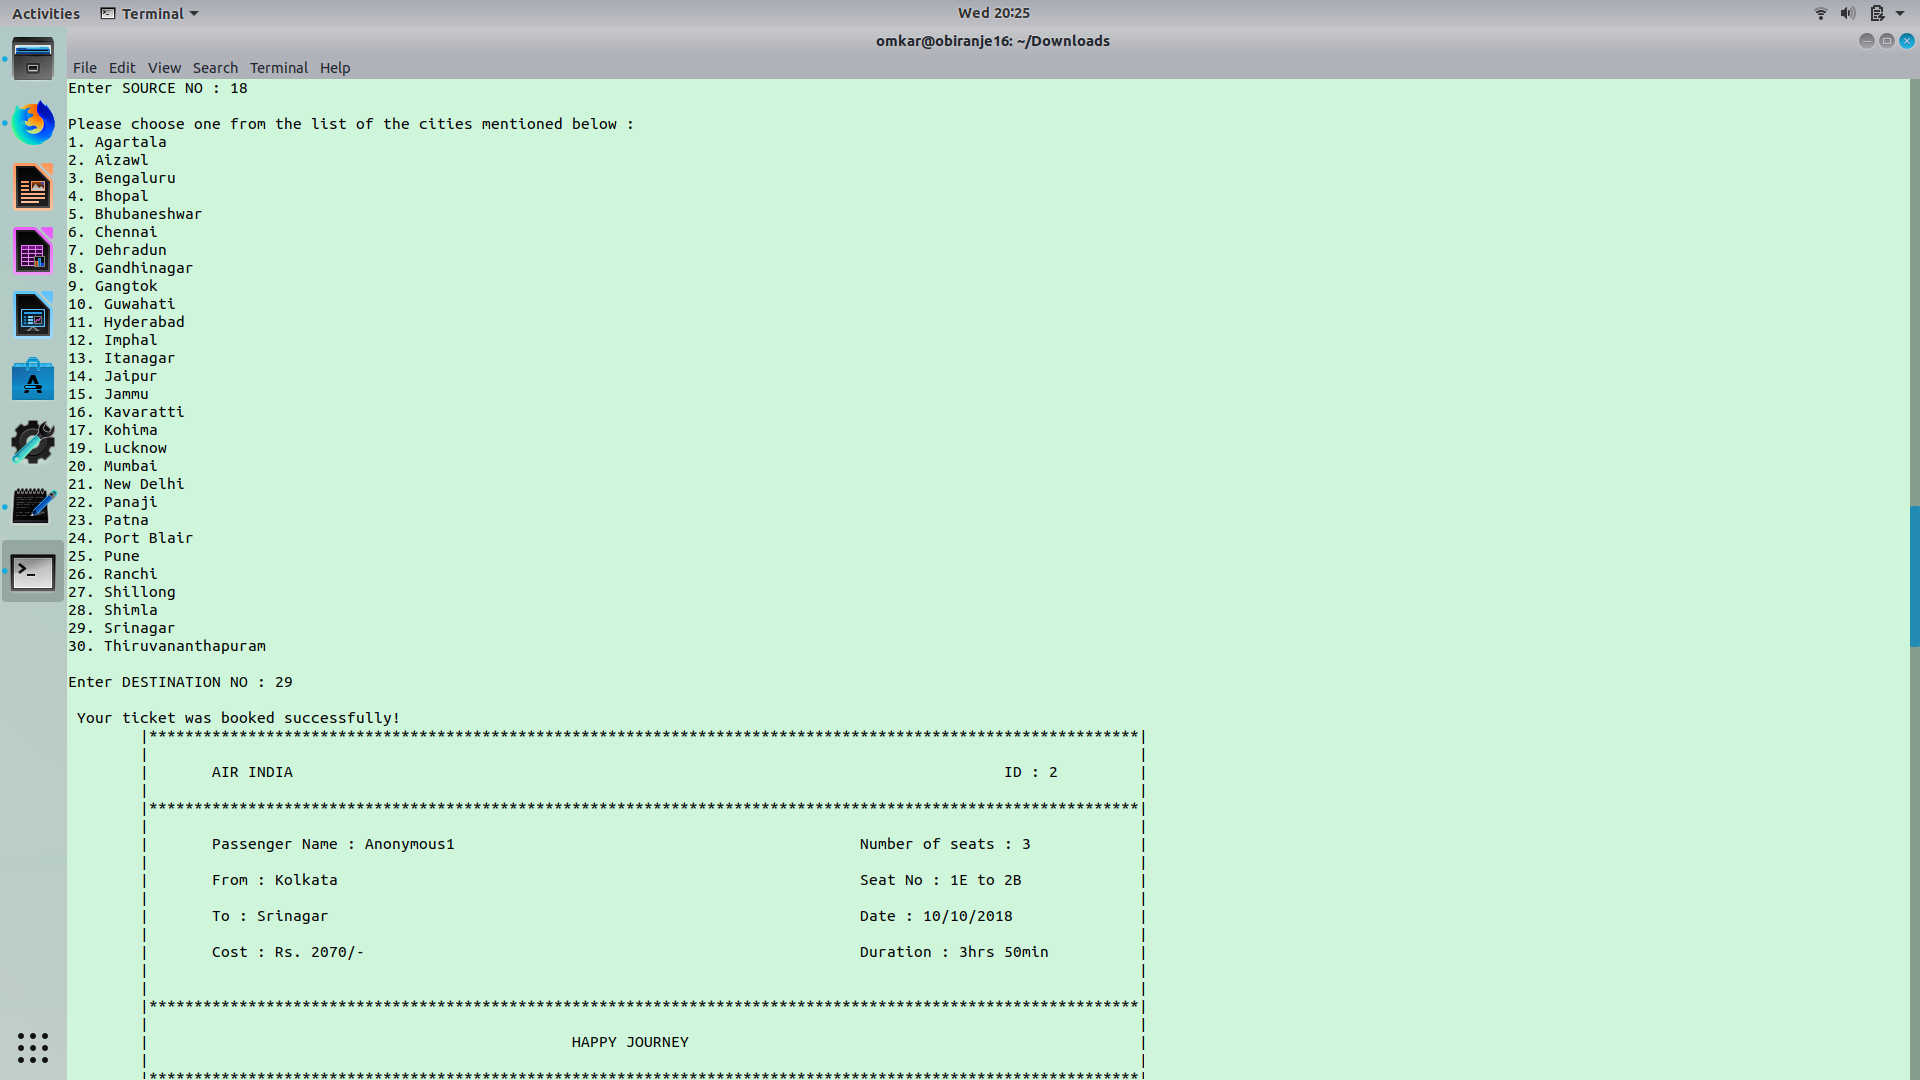 Activities Terminal Wed 20:25
omkar@obiranje16: ~/Downloads
File Edit View Search Terminal Help
Enter SOURCE NO : 18
Please choose one from the list of the cities mentioned below :
1. Agartala
2. Aizawl
3. Bengaluru
4. Bhopal
5. Bhubaneshwar
6. Chennai
7. Dehradun
8. Gandhinagar
9. Gangtok
10. Guwahati
11. Hyderabad
12. Imphal
13. Itanagar
14. Jaipur
15. Jammu
16. Kavaratti
17. Kohima
19. Lucknow
20. Mumbai
21. New Delhi
22. Panaji
23. Patna
24. Port Blair
25. Pune
26. Ranchi
27. Shillong
28. Shimla
29. Srinagar
30. Thiruvananthapuram
Enter DESTINATION NO : 29
Your ticket was booked successfully!
|**************************************************************************************************************|
| |
| AIR INDIA ID : 2 |
| |
|**************************************************************************************************************|
| |
| Passenger Name : Anonymous1 Number of seats : 3 |
| |
| From : Kolkata Seat No : 1E to 2B |
| |
| To : Srinagar Date : 10/10/2018 |
| |
| Cost : Rs. 2070/- Duration : 3hrs 50min |
| |
| |
|**************************************************************************************************************|
| |
| HAPPY JOURNEY |
| |
|**************************************************************************************************************|